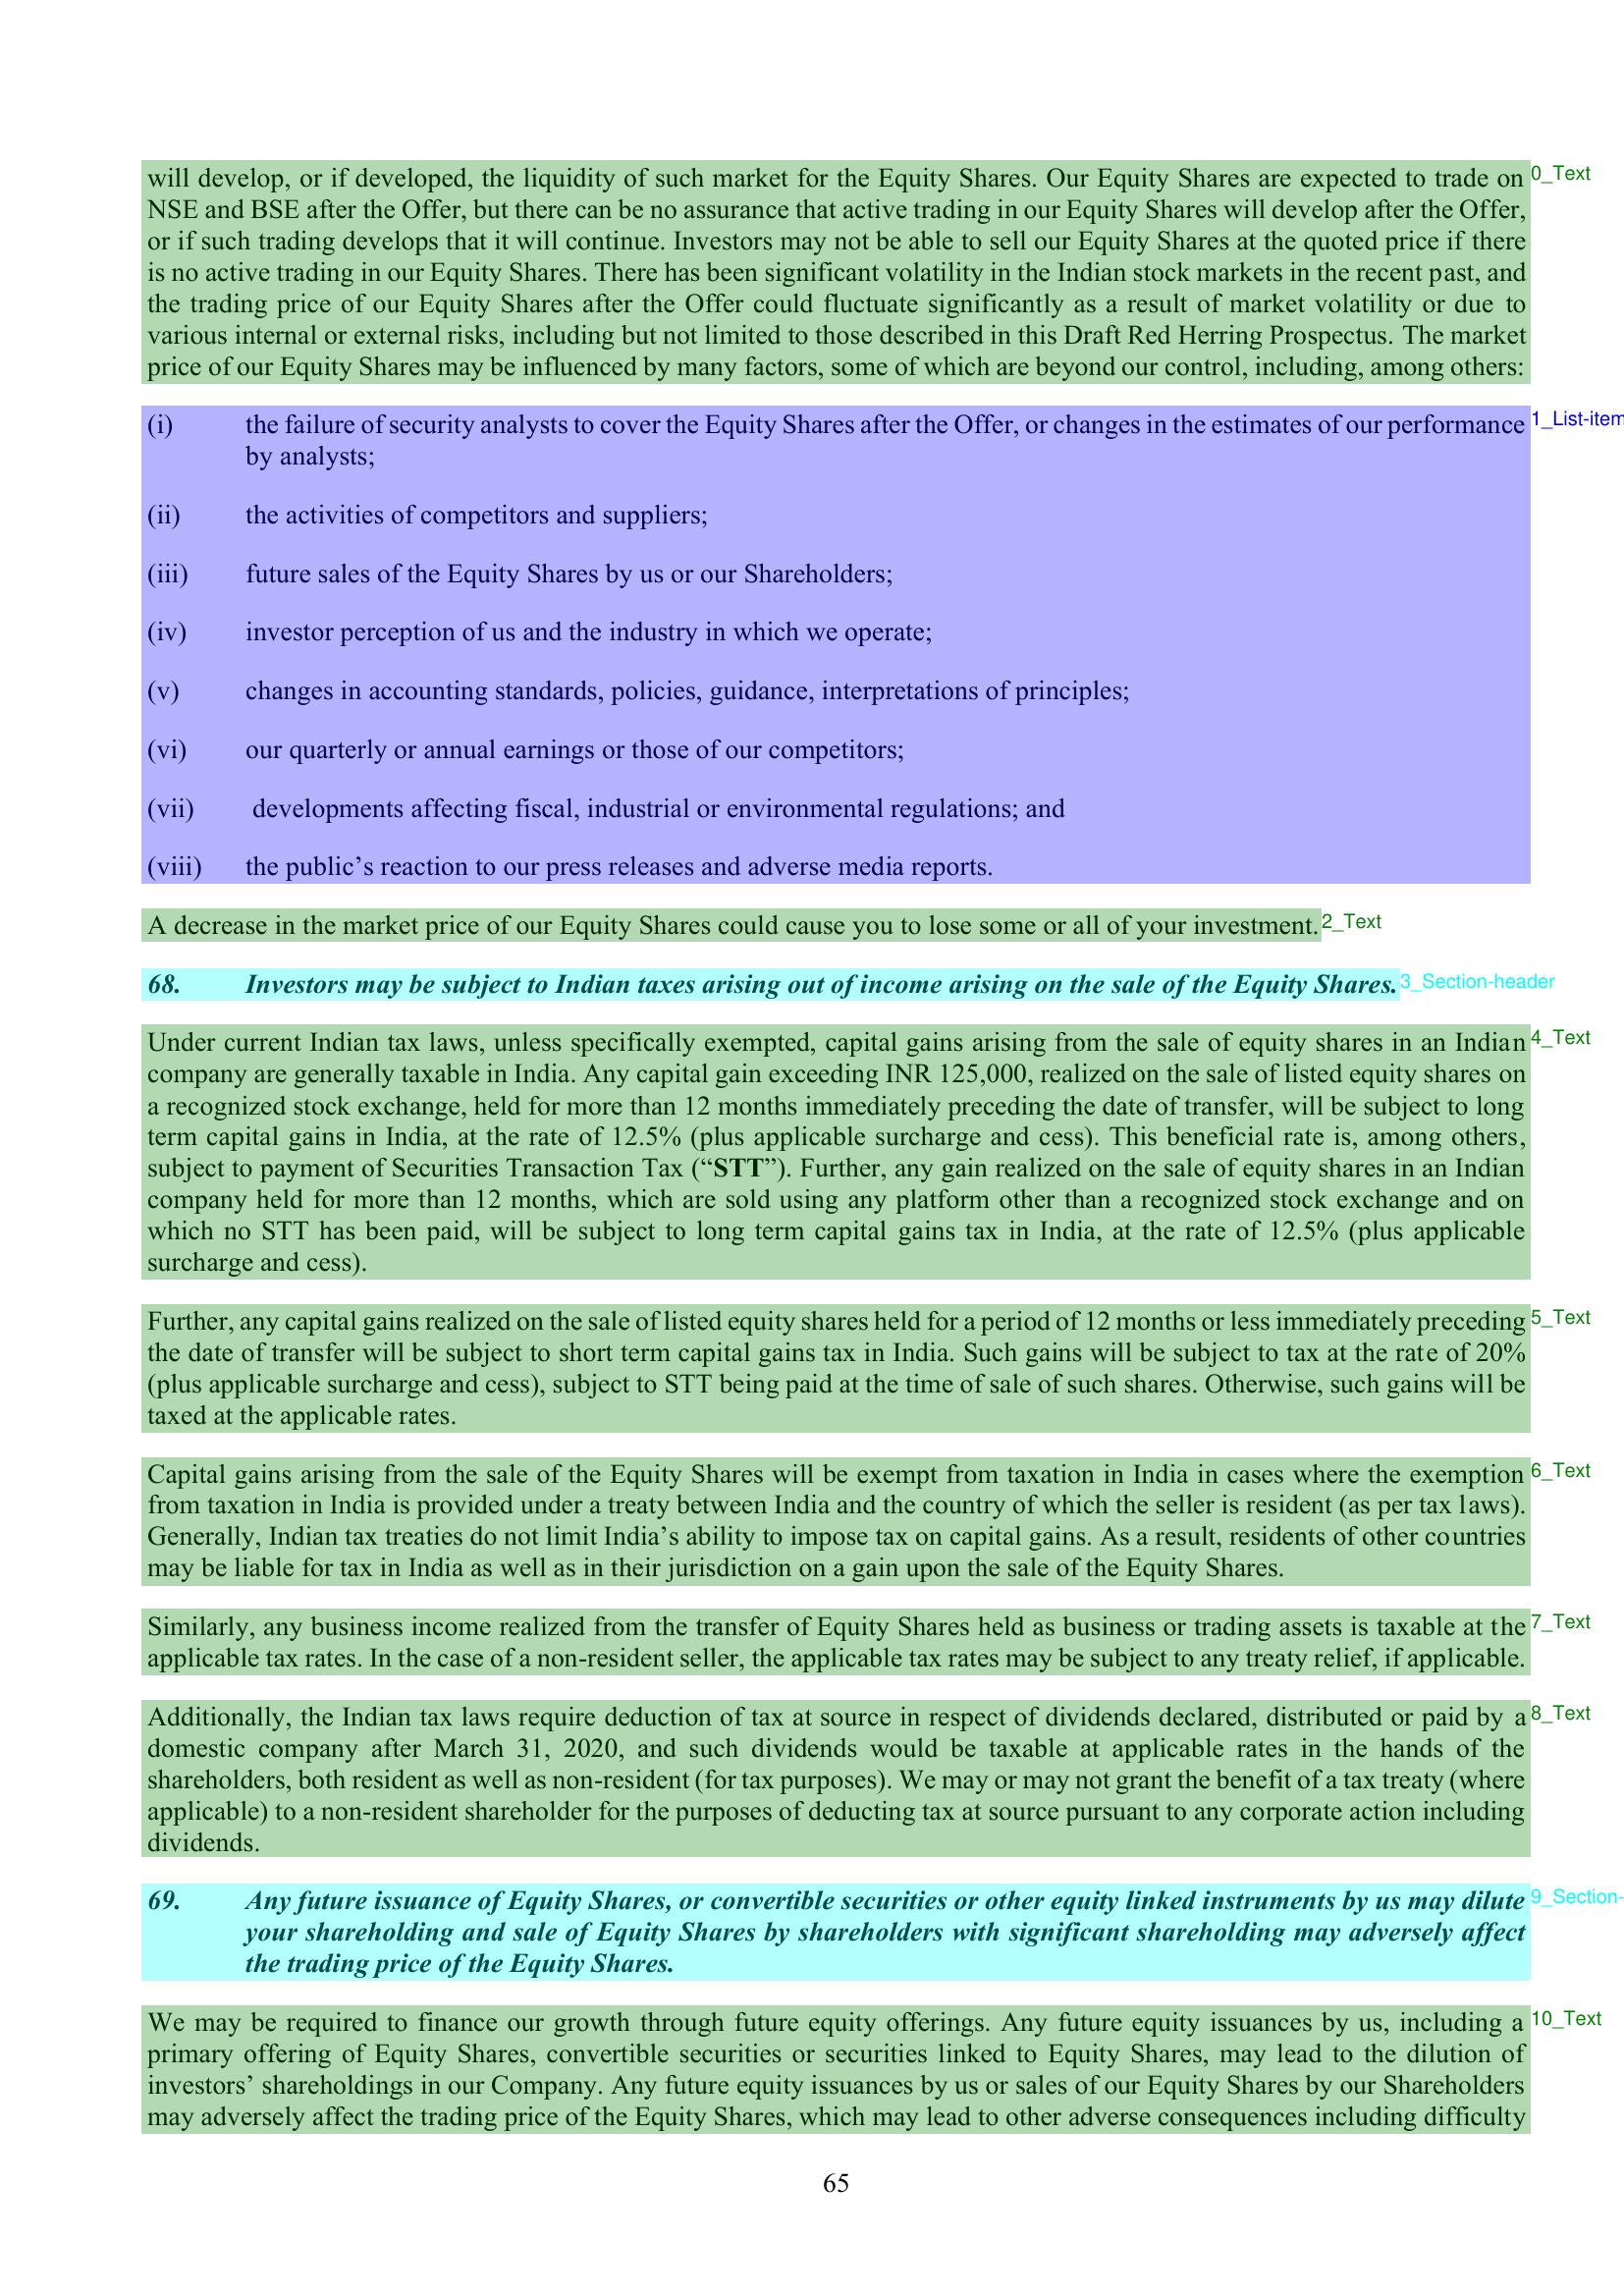 will develop, or if developed, the liquidity of such market for the Equity Shares. Our Equity Shares are expected to trade on
0_Text
NSE and BSE after the Offer, but there can be no assurance that active trading in our Equity Shares will develop after the Offer,
or if such trading develops that it will continue. Investors may not be able to sell our Equity Shares at the quoted price if there
is no active trading in our Equity Shares. There has been significant volatility in the Indian stock markets in the recent past, and
the trading price of our Equity Shares after the Offer could fluctuate significantly as a result of market volatility or due to
various internal or external risks, including but not limited to those described in this Draft Red Herring Prospectus. The market
price of our Equity Shares may be influenced by many factors, some of which are beyond our control, including, among others:
(i) the failure of security analysts to cover the Equity Shares after the Offer, or changes in the estimates of our performance
1_List-item
by analysts;
(ii) the activities of competitors and suppliers;
(iii) future sales of the Equity Shares by us or our Shareholders;
(iv) investor perception of us and the industry in which we operate;
(v) changes in accounting standards, policies, guidance, interpretations of principles;
(vi) our quarterly or annual earnings or those of our competitors;
(vii) developments affecting fiscal, industrial or environmental regulations; and
(viii) the public’s reaction to our press releases and adverse media reports.
A decrease in the market price of our Equity Shares could cause you to lose some or all of your investment.
2_Text
68. Investors may be subject to Indian taxes arising out of income arising on the sale of the Equity Shares.
3_Section-header
Under current Indian tax laws, unless specifically exempted, capital gains arising from the sale of equity shares in an Indian
4_Text
company are generally taxable in India. Any capital gain exceeding INR 125,000, realized on the sale of listed equity shares on
a recognized stock exchange, held for more than 12 months immediately preceding the date of transfer, will be subject to long
term capital gains in India, at the rate of 12.5% (plus applicable surcharge and cess). This beneficial rate is, among others,
subject to payment of Securities Transaction Tax (“STT”). Further, any gain realized on the sale of equity shares in an Indian
company held for more than 12 months, which are sold using any platform other than a recognized stock exchange and on
which no STT has been paid, will be subject to long term capital gains tax in India, at the rate of 12.5% (plus applicable
surcharge and cess).
Further, any capital gains realized on the sale of listed equity shares held for a period of 12 months or less immediately preceding
5_Text
the date of transfer will be subject to short term capital gains tax in India. Such gains will be subject to tax at the rate of 20%
(plus applicable surcharge and cess), subject to STT being paid at the time of sale of such shares. Otherwise, such gains will be
taxed at the applicable rates.
Capital gains arising from the sale of the Equity Shares will be exempt from taxation in India in cases where the exemption
6_Text
from taxation in India is provided under a treaty between India and the country of which the seller is resident (as per tax laws).
Generally, Indian tax treaties do not limit India’s ability to impose tax on capital gains. As a result, residents of other countries
may be liable for tax in India as well as in their jurisdiction on a gain upon the sale of the Equity Shares.
Similarly, any business income realized from the transfer of Equity Shares held as business or trading assets is taxable at the
7_Text
applicable tax rates. In the case of a non-resident seller, the applicable tax rates may be subject to any treaty relief, if applicable.
Additionally, the Indian tax laws require deduction of tax at source in respect of dividends declared, distributed or paid by a
8_Text
domestic company after March 31, 2020, and such dividends would be taxable at applicable rates in the hands of the
shareholders, both resident as well as non-resident (for tax purposes). We may or may not grant the benefit of a tax treaty (where
applicable) to a non-resident shareholder for the purposes of deducting tax at source pursuant to any corporate action including
dividends.
69. Any future issuance of Equity Shares, or convertible securities or other equity linked instruments by us may dilute
9_Section-
your shareholding and sale of Equity Shares by shareholders with significant shareholding may adversely affect
the trading price of the Equity Shares.
We may be required to finance our growth through future equity offerings. Any future equity issuances by us, including a
10_Text
primary offering of Equity Shares, convertible securities or securities linked to Equity Shares, may lead to the dilution of
investors’ shareholdings in our Company. Any future equity issuances by us or sales of our Equity Shares by our Shareholders
may adversely affect the trading price of the Equity Shares, which may lead to other adverse consequences including difficulty
65